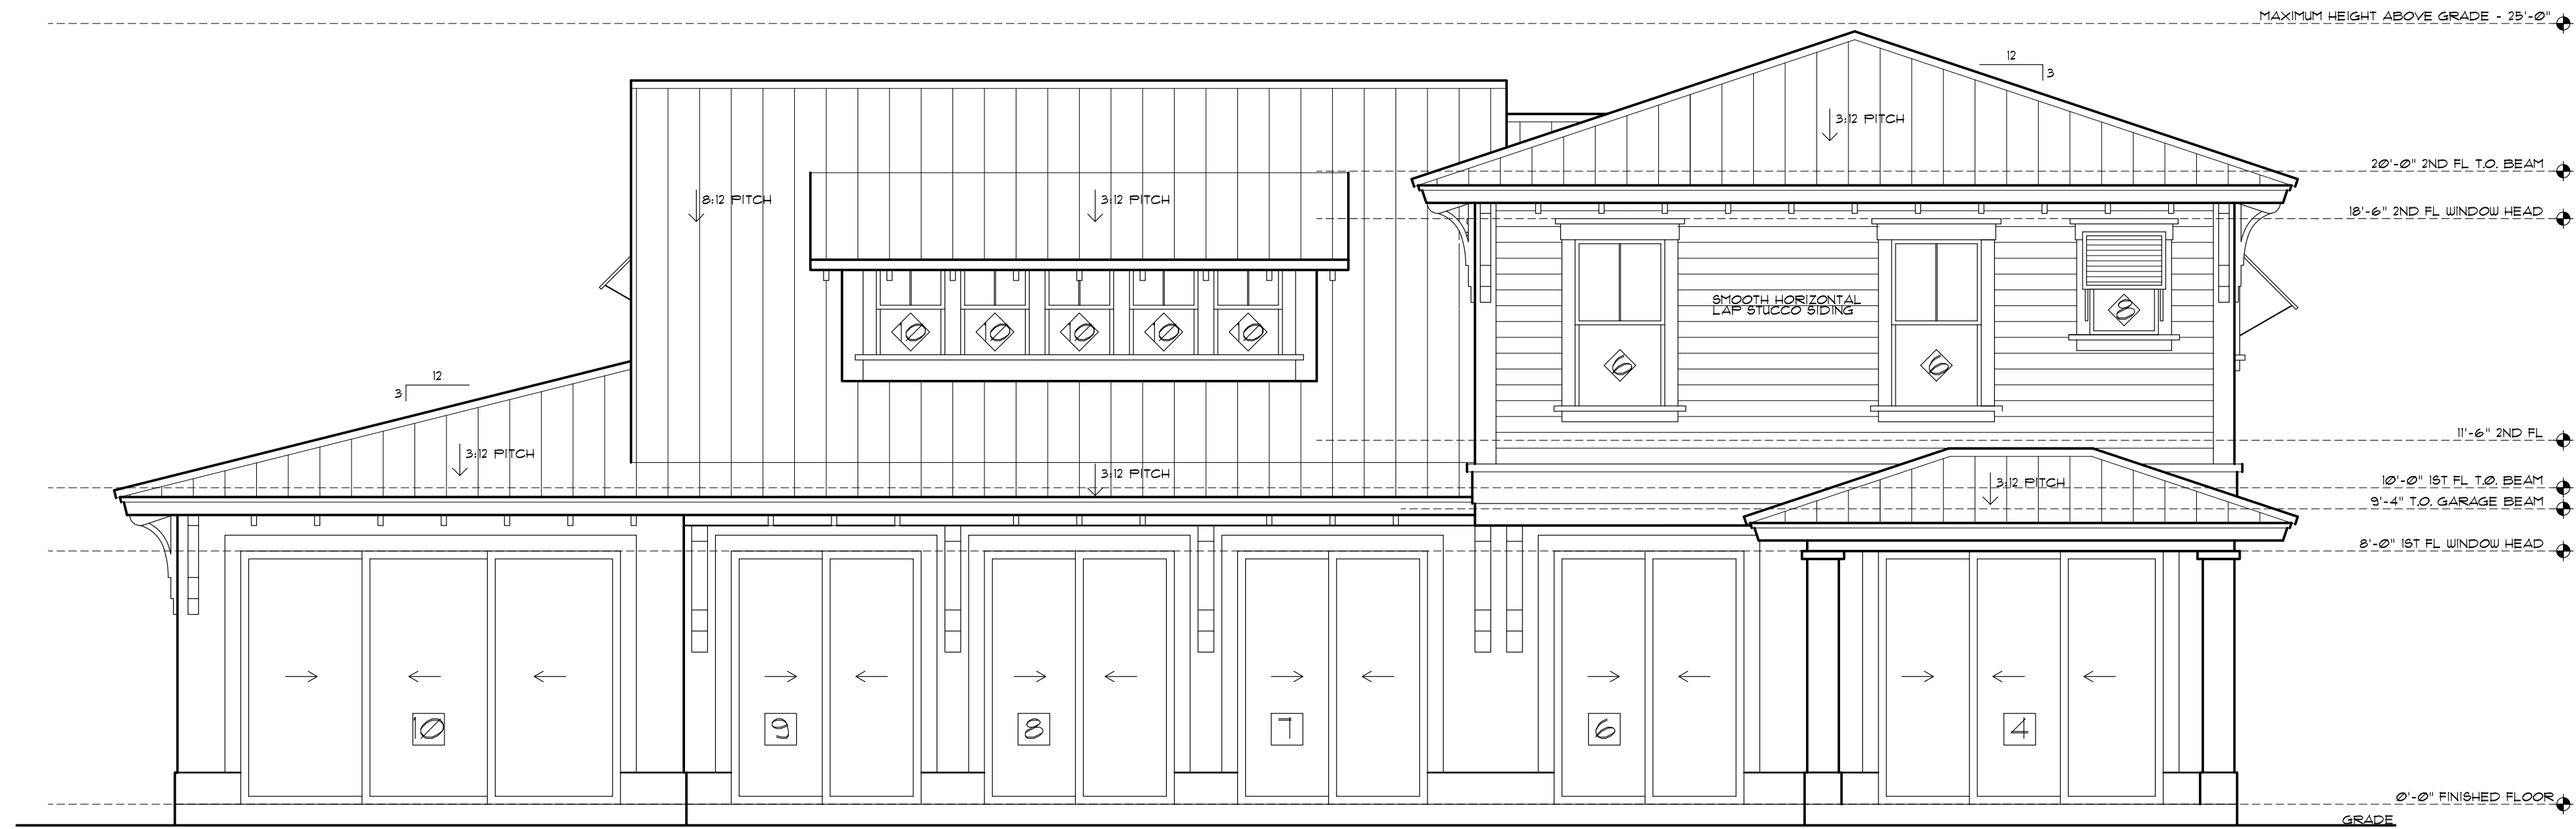 MAXIMUM HEIGHT ABOVE GRADE - 25'-0"
12
3
3:12 PITCH
20'-0" 2ND FL T.O. BEAM
8:12 PITCH
3:12 PITCH
18'-6" 2ND FL WINDOW HEAD
SMOOTH HORIZONTAL
LAP STUCCO SIDING
8
10 10 10 10 10
6 6
12
3
11'-6" 2ND FL
3:12 PITCH
3:12 PITCH
3:12 PITCH
10'-0" 1ST FL T.O. BEAM
9'-4" T.O. GARAGE BEAM
8'-0" 1ST FL WINDOW HEAD
10 9 8 7 6 4
0'-0" FINISHED FLOOR
GRADE